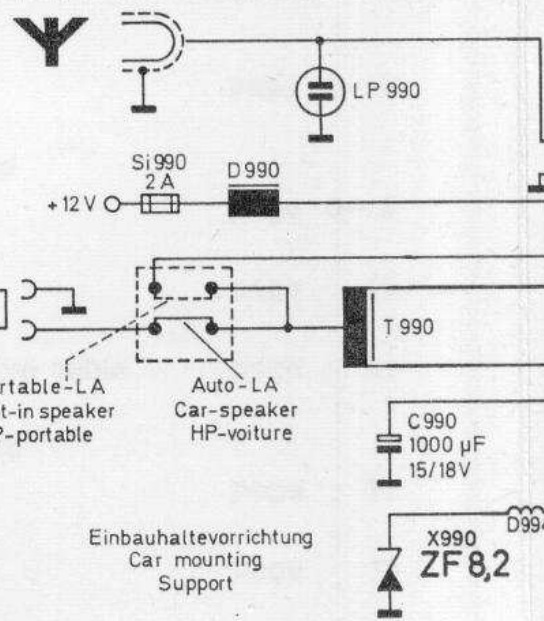 LP 990
Si 990
2 A
D 990
+ 12 V
T 990
rtable-LA
t-in speaker
P-portable
Auto-LA
Car-speaker
HP-voiture
C 990
1000 µF
15/18V
Einbauhaltevorrichtung
Car mounting
Support
X990
ZF 8,2
D994